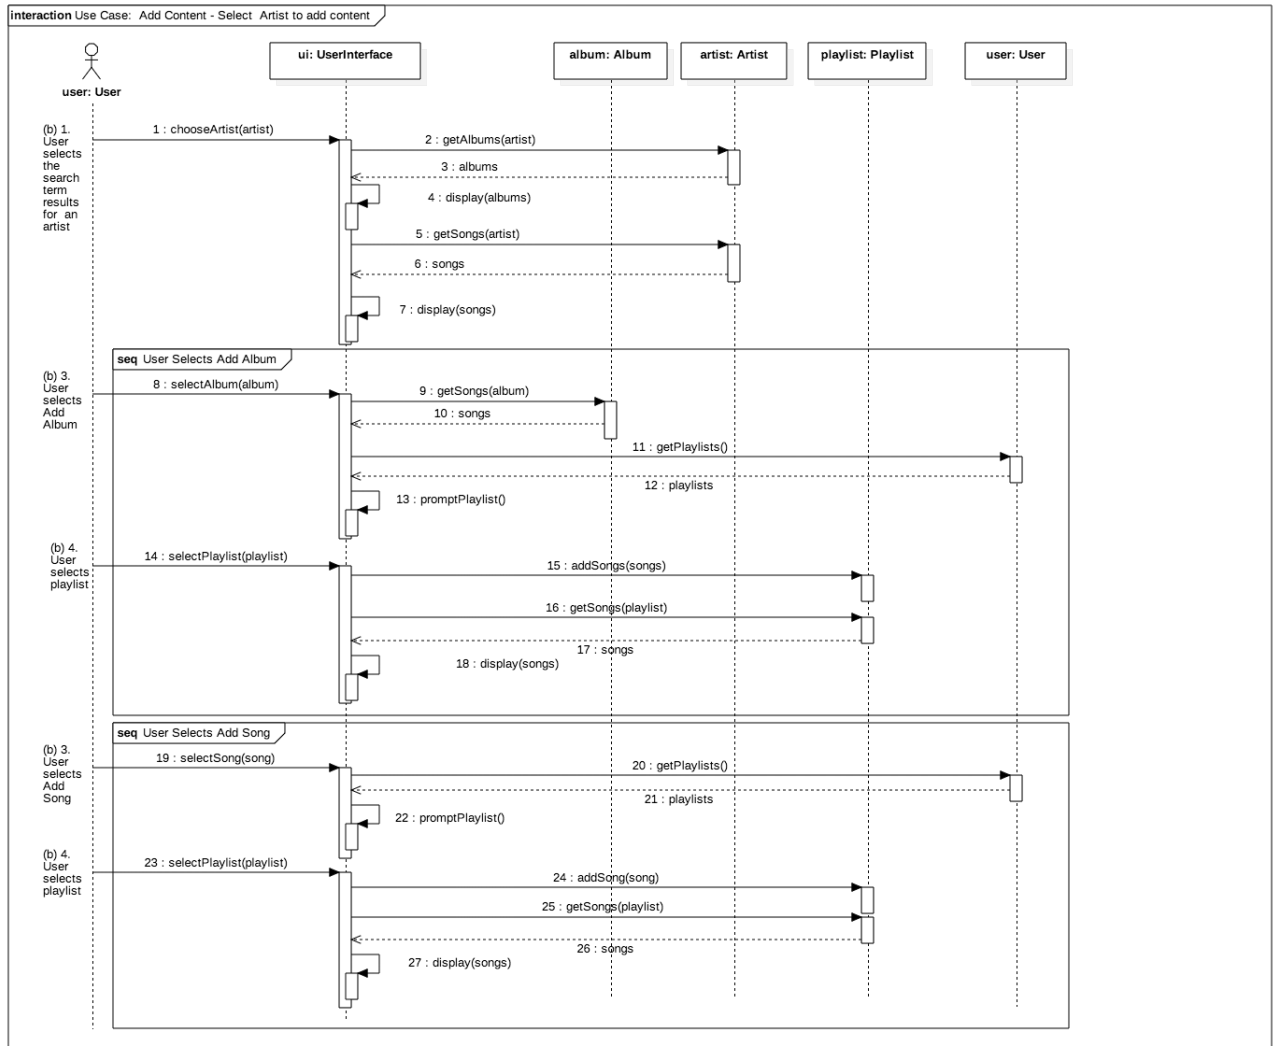 interaction Use Case:  Add Content - Select  Artist to add content
user: User
ui: UserInterface
album: Album
artist: Artist
playlist: Playlist
user: User
(b) 1.
User
selects
the
search
term
results
for  an
artist
1 : chooseArtist(artist)
2 : getAlbums(artist)
3 : albums
4 : display(albums)
5 : getSongs(artist)
6 : songs
7 : display(songs)
seq User Selects Add Album
(b) 3.
User
selects
Add
Album
8 : selectAlbum(album)
9 : getSongs(album)
10 : songs
11 : getPlaylists()
12 : playlists
13 : promptPlaylist()
(b) 4.
User
selects
playlist
14 : selectPlaylist(playlist)
15 : addSongs(songs)
16 : getSongs(playlist)
17 : songs
18 : display(songs)
seq User Selects Add Song
(b) 3.
User
selects
Add
Song
19 : selectSong(song)
20 : getPlaylists()
21 : playlists
22 : promptPlaylist()
(b) 4.
User
selects
playlist
23 : selectPlaylist(playlist)
24 : addSong(song)
25 : getSongs(playlist)
26 : songs
27 : display(songs)